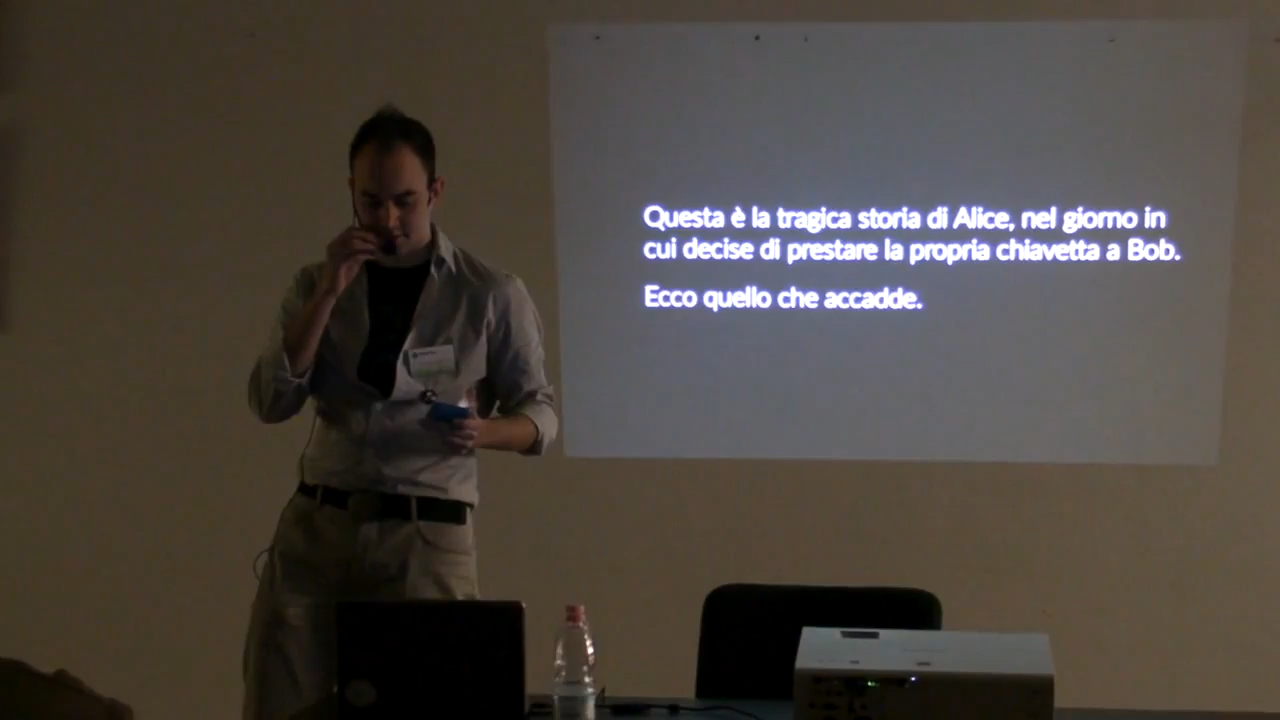 Questa è la tragica storia di Alice, nel giorno in
cui decise di prestare la propria chiavetta a Bob.
Ecco quello che accadde.